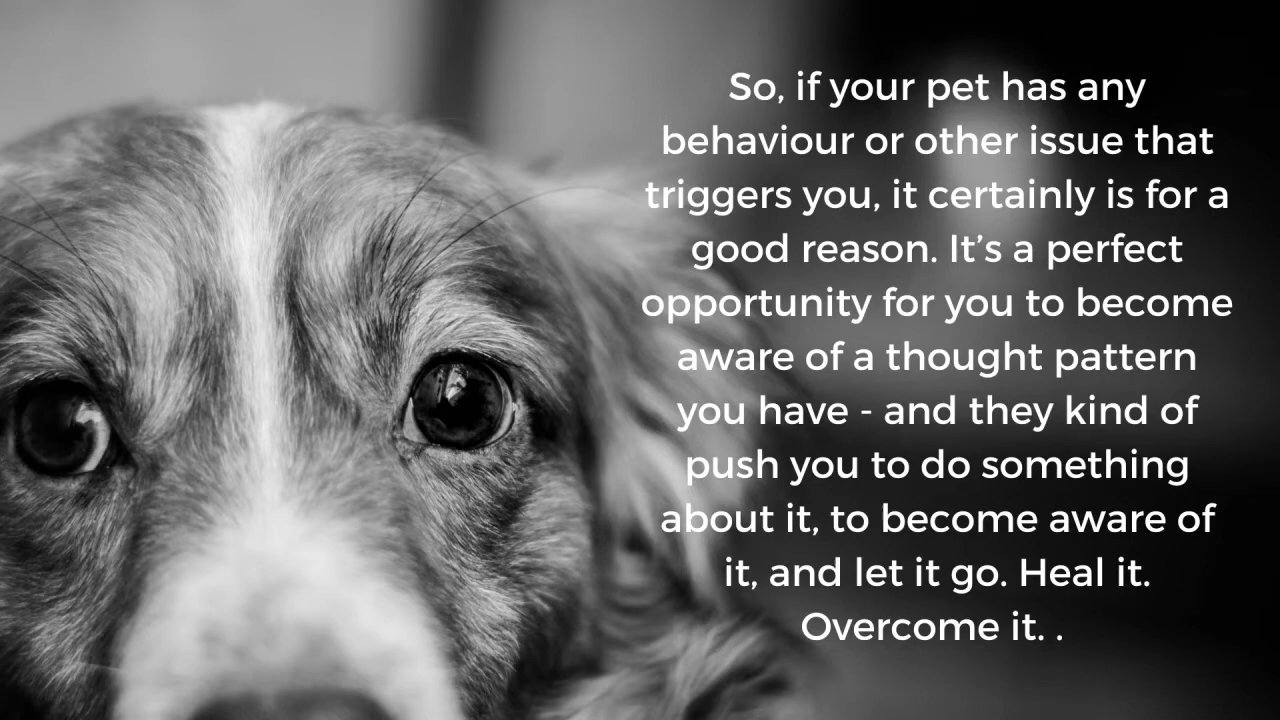 So, if your pet has any
behaviour or other issue that
triggers you, it certainly is for a
good reason. It’s a perfect
opportunity for you to become
aware of a thought pattern
you have - and they kind of
push you to do something
about it, to become aware of
it, and let it go. Heal it.
Overcome it. .